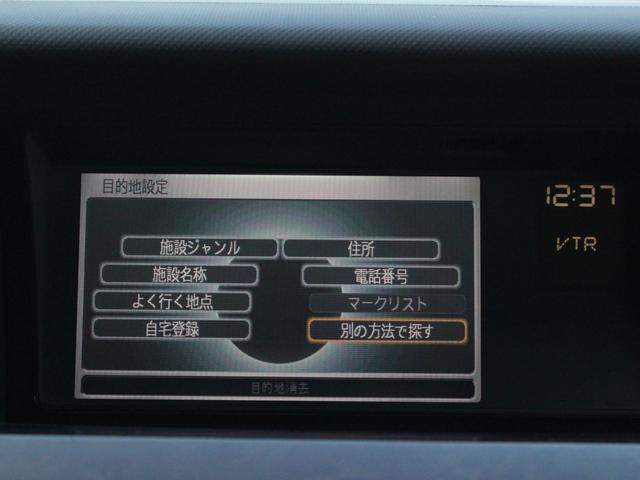 目的地設定
12:37
VTR
施設ジャンル
住所
施設名称
電話番号
よく行く地点
マークリスト
自宅登録
別の方法で探す
目的地消去